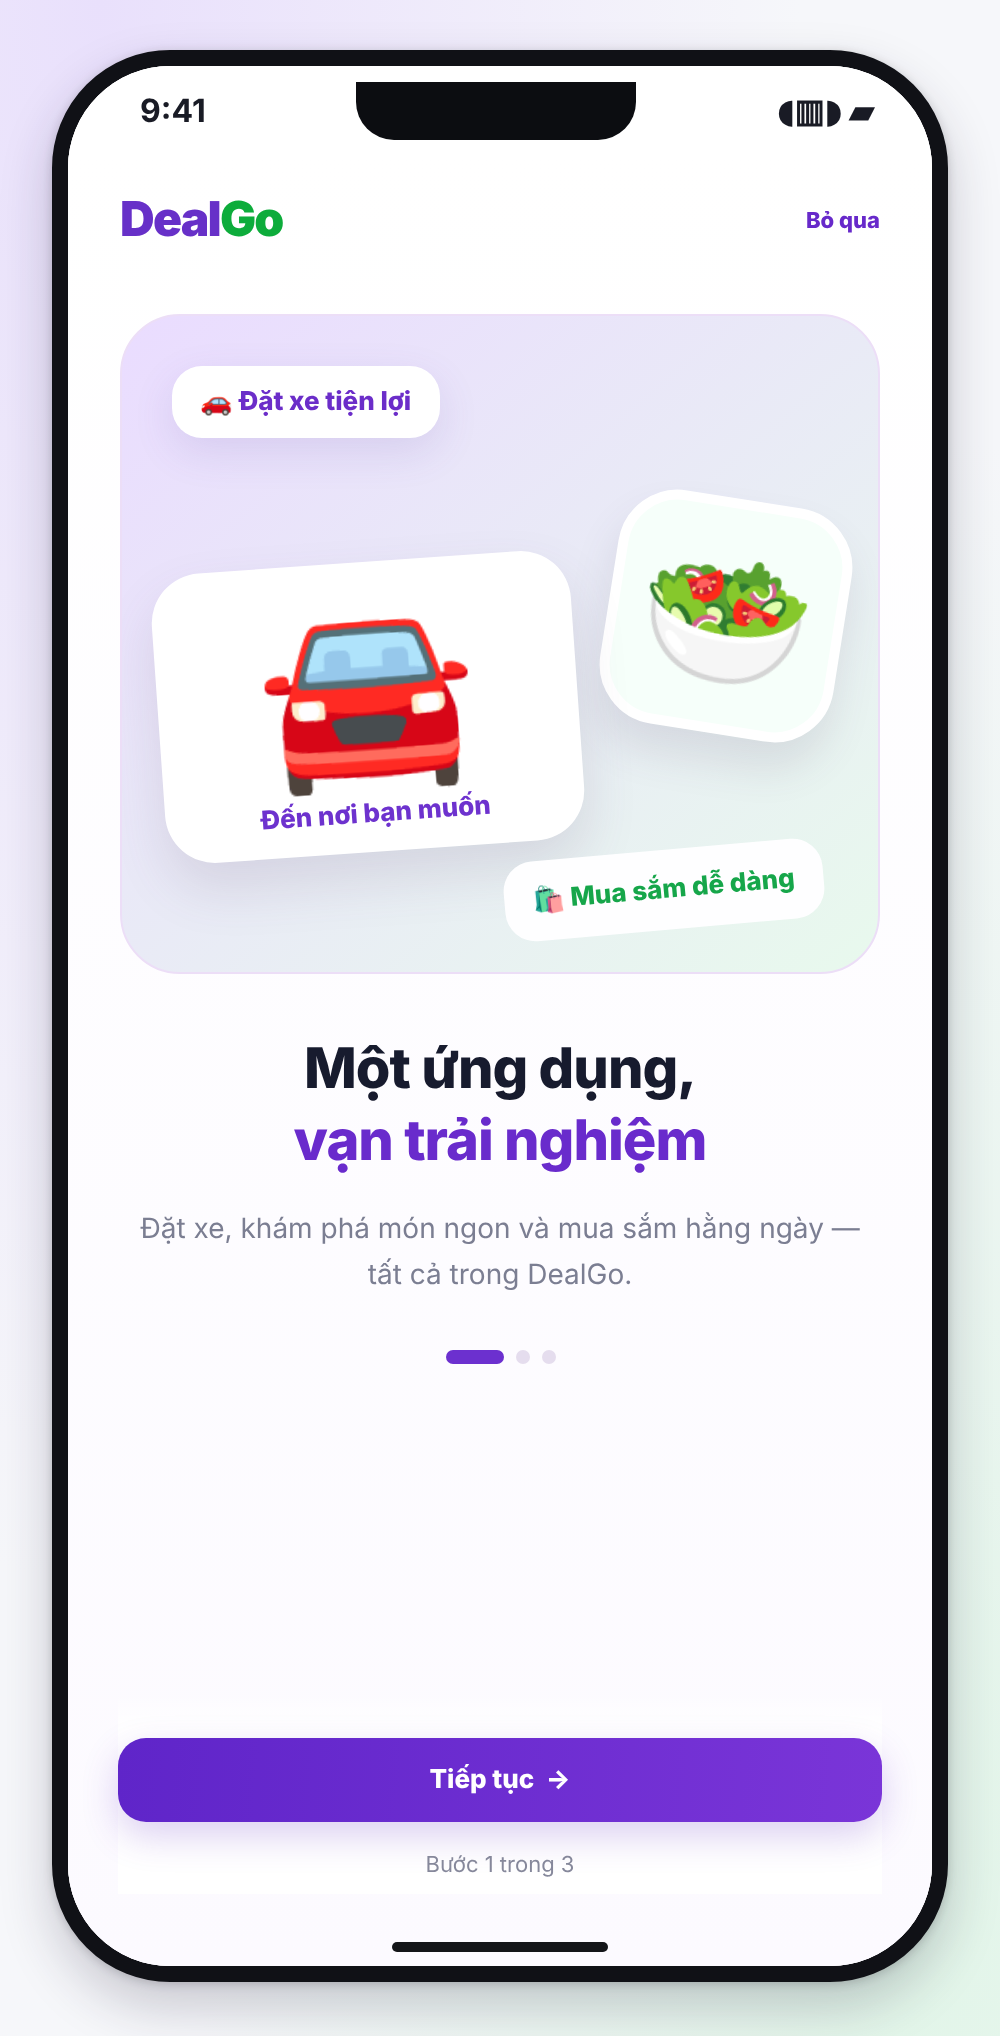 9:41
DealGo
Bỏ qua
Đặt xe tiện lợi
Đến nơi bạn muốn
Mua sắm dễ dàng
Một ứng dụng,
vạn trải nghiệm
Đặt xe, khám phá món ngon và mua sắm hằng ngày —
tất cả trong DealGo.
Tiếp tục →
Bước 1 trong 3